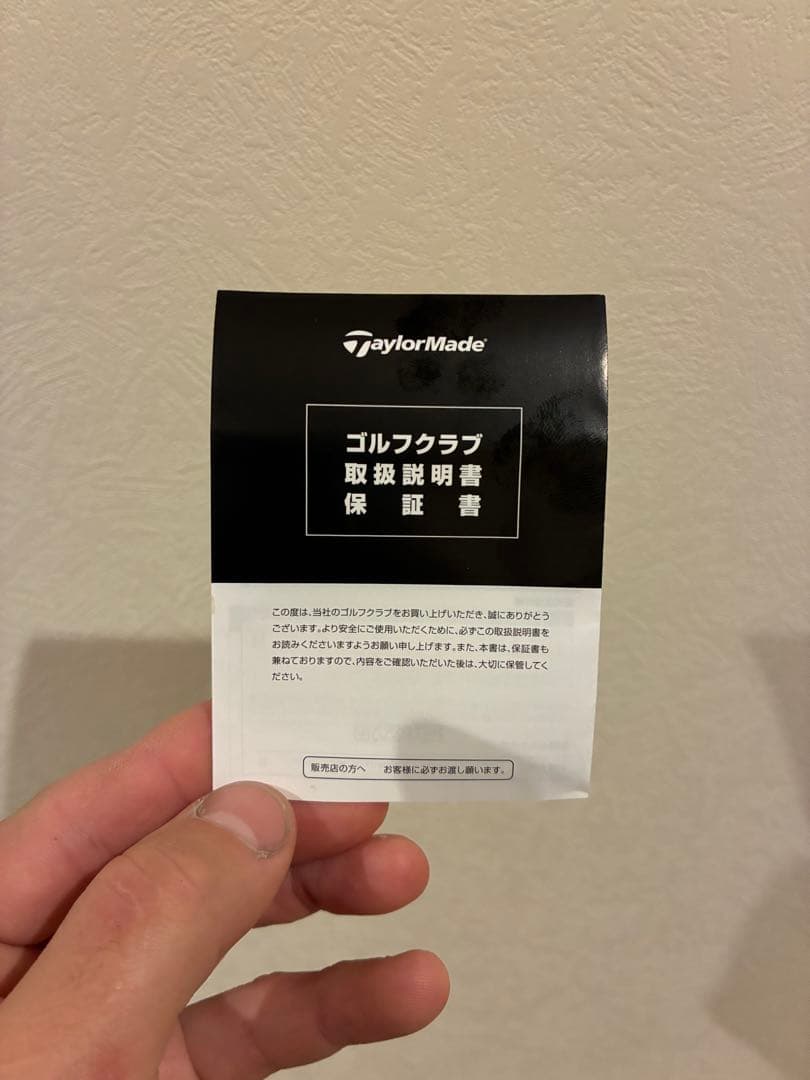 TaylorMade
ゴルフクラブ
取扱説明書
保証書
この度は、当社のゴルフクラブをお買い上げいただき、誠にありがとう
ございます。より安全にご使用いただくために、必ずこの取扱説明書を
お読みくださいますようお願い申し上げます。また、本書は、保証書も
兼ねておりますので、内容をご確認いただいた後は、大切に保管してく
ださい。
販売店の方へ お客様に必ずお渡し願います。